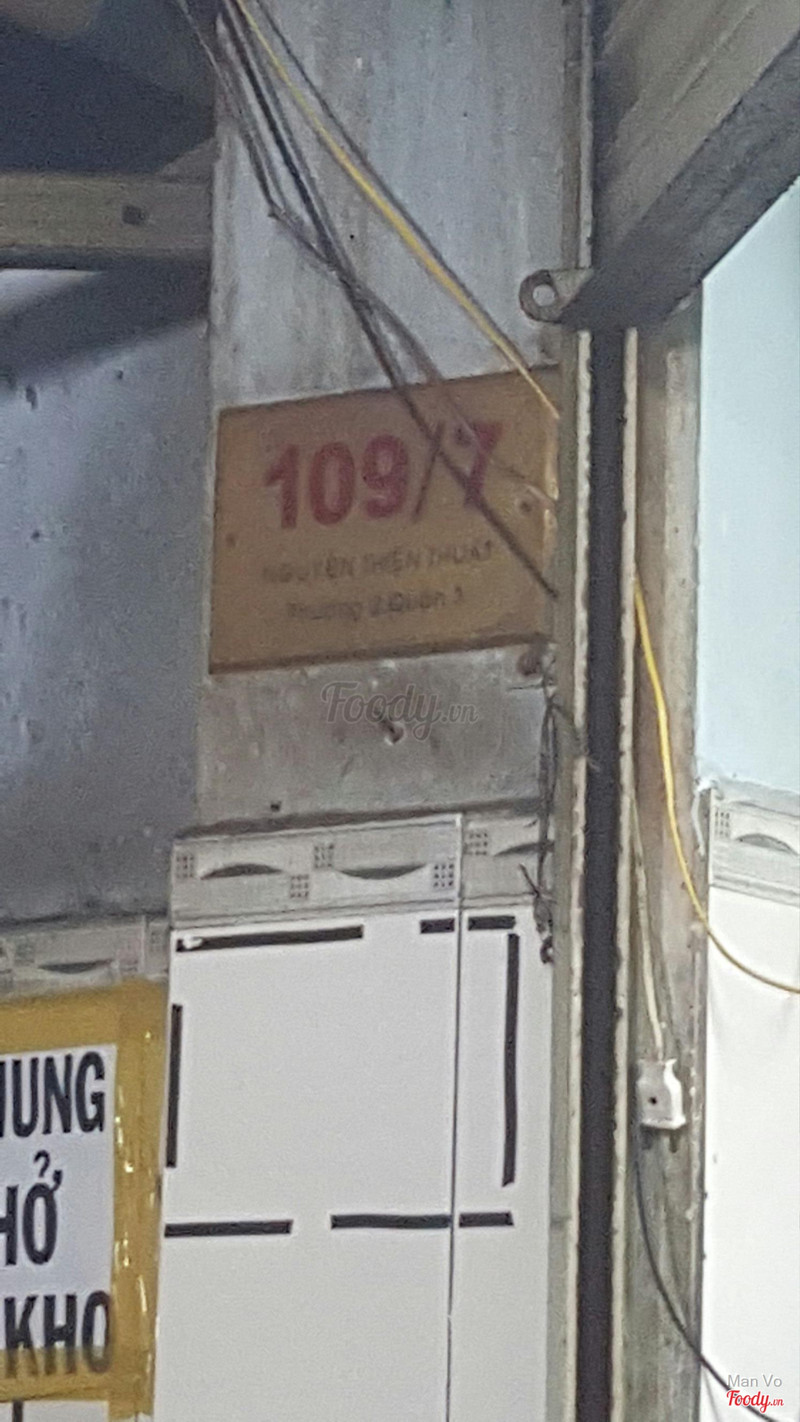 109/7
NGUYỄN THIỆN THUẬT
Phường 2 Quận 3
Foody.vn
HUNG
HỞ
KHO
Man Vo
Foody.vn